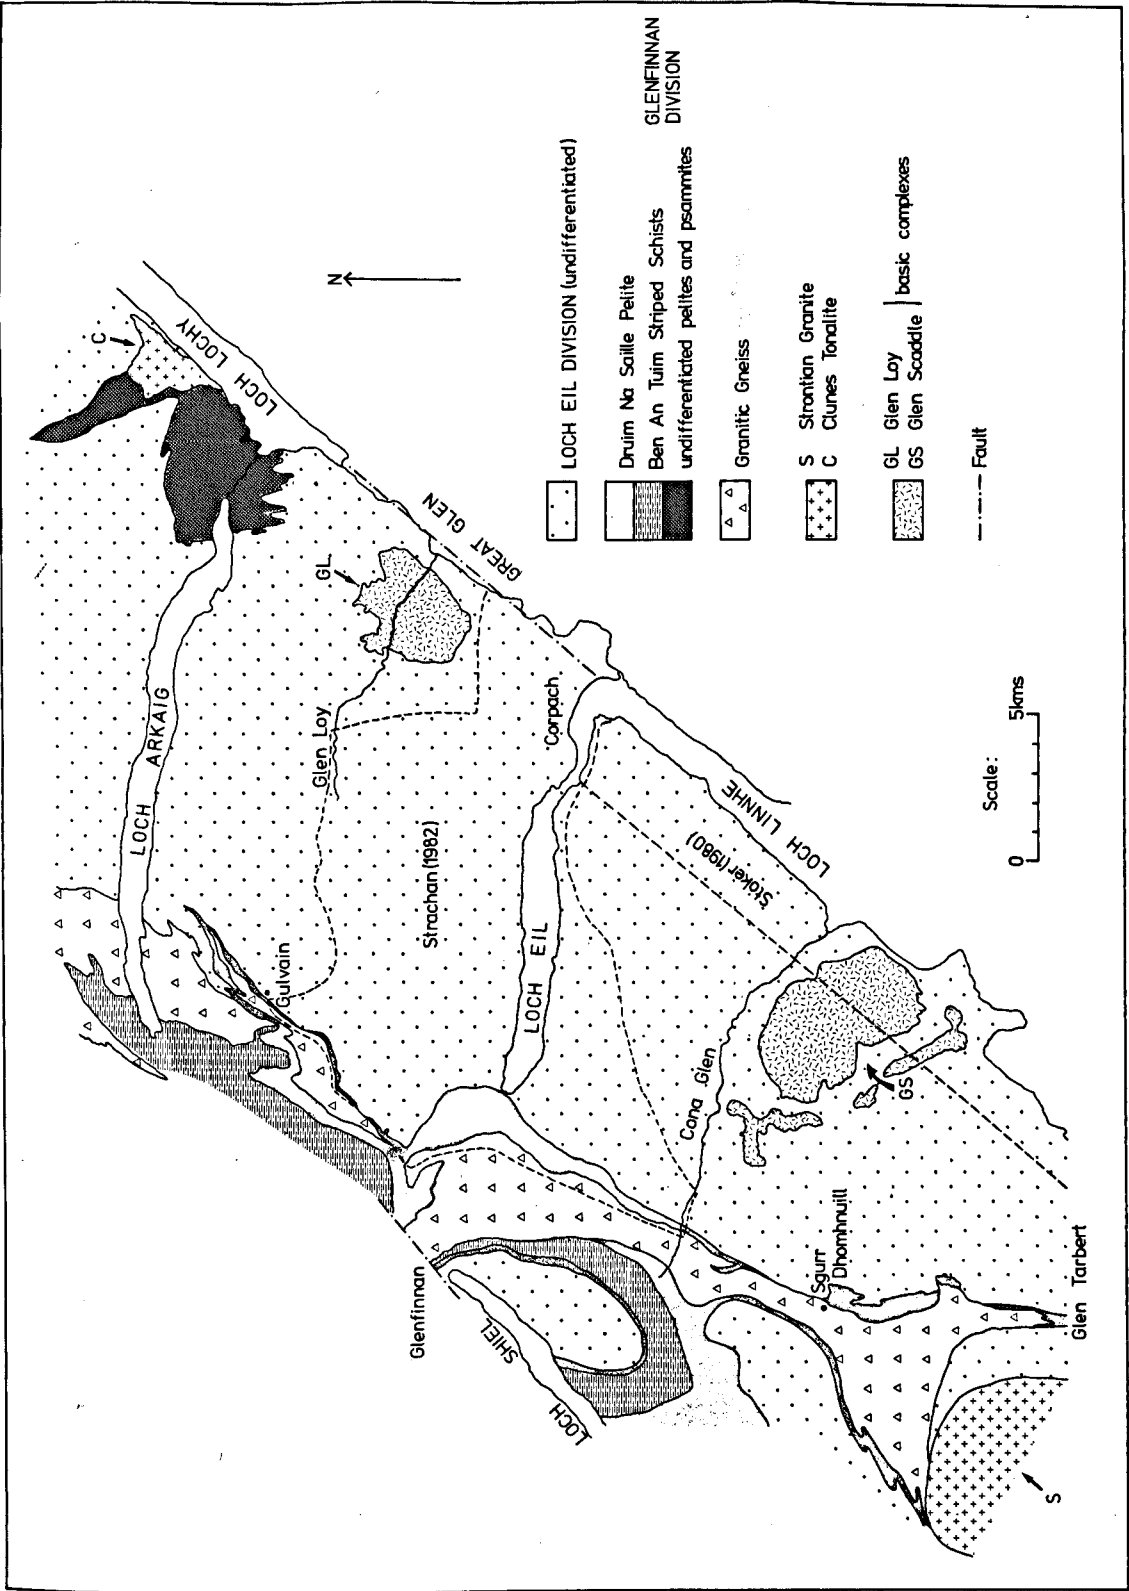 C
LOCH LOCHY
N
LOCH ARKAIG
GL
Glen Loy
GREAT GLEN
Gulvain
Strachan (1982)
Corpach
LOCH EIL
LOCH LINNHE
Stoker (1980)
Glenfinnan
LOCH SHIEL
Cona Glen
GS
Sgurr
Dhomhnuill
Glen Tarbert
S
LOCH EIL DIVISION (undifferentiated)
Druim Na Saille Pelite
Ben An Tuim Striped Schists
undifferentiated pelites and psammites
GLENFINNAN
DIVISION
Granitic Gneiss
S Strontian Granite
C Clunes Tonalite
GL Glen Loy
GS Glen Scaddle
basic complexes
Fault
Scale:
0 5kms